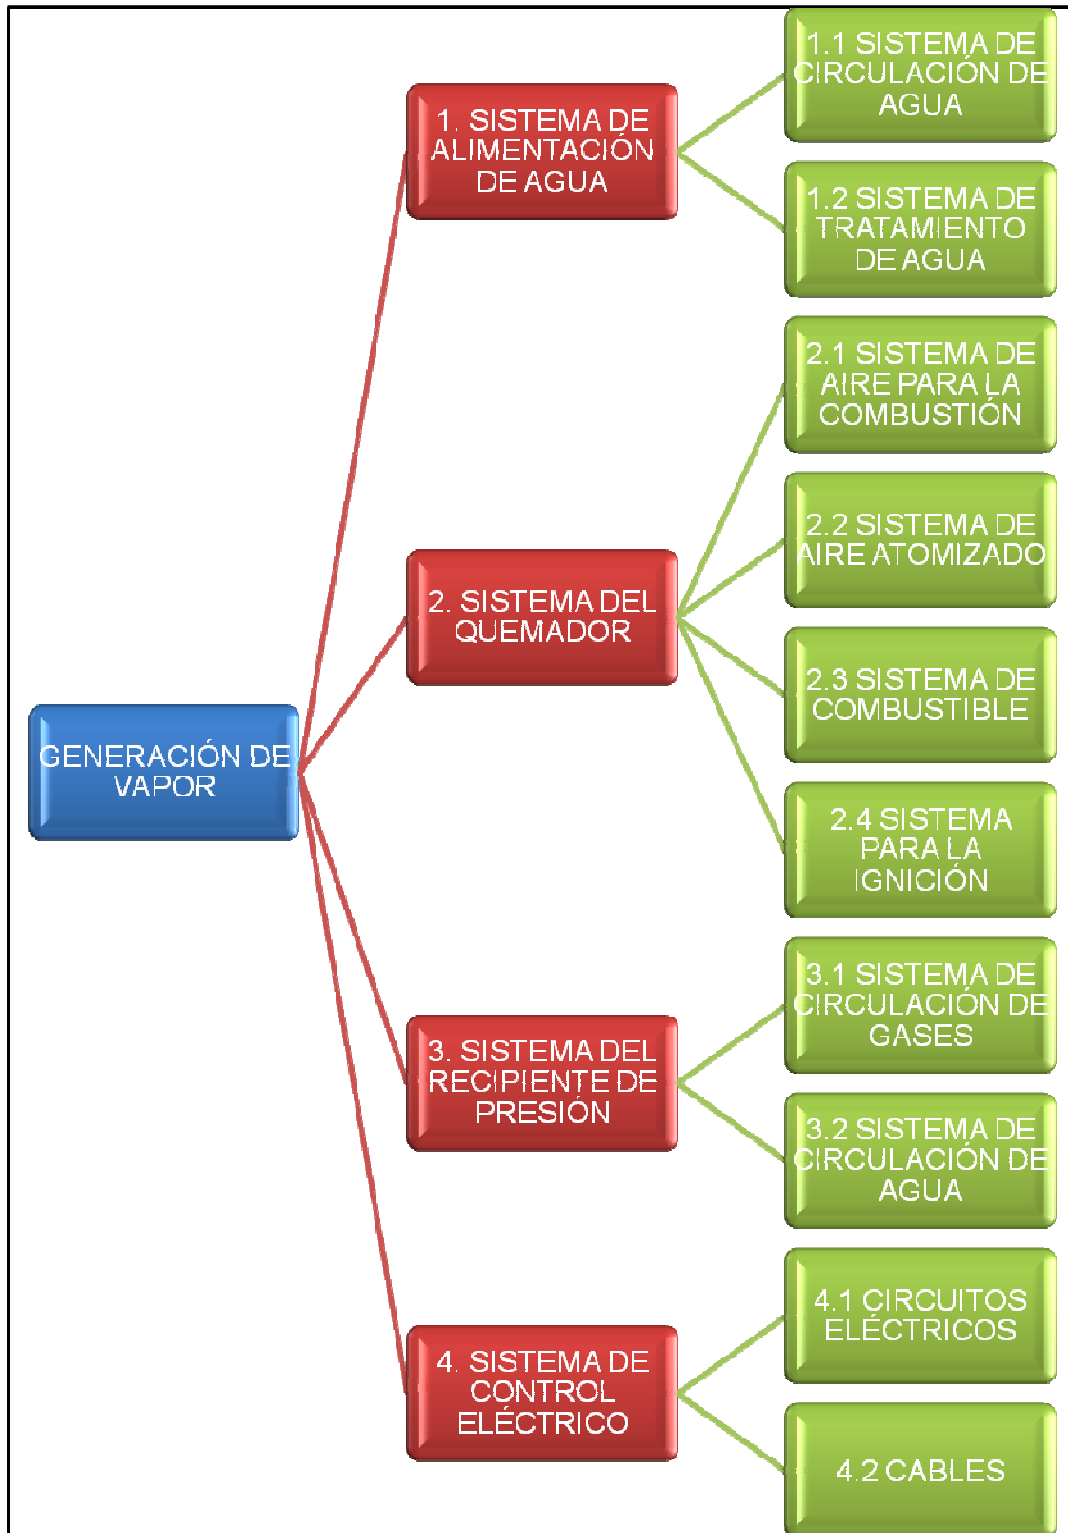 GENERACIÓN DE
VAPOR
1. SISTEMA DE
ALIMENTACIÓN
DE AGUA
1.1 SISTEMA DE
CIRCULACIÓN DE
AGUA
1.2 SISTEMA DE
TRATAMIENTO
DE AGUA
2. SISTEMA DEL
QUEMADOR
2.1 SISTEMA DE
AIRE PARA LA
COMBUSTIÓN
2.2 SISTEMA DE
AIRE ATOMIZADO
2.3 SISTEMA DE
COMBUSTIBLE
2.4 SISTEMA
PARA LA
IGNICIÓN
3. SISTEMA DEL
RECIPIENTE DE
PRESIÓN
3.1 SISTEMA DE
CIRCULACIÓN DE
GASES
3.2 SISTEMA DE
CIRCULACIÓN DE
AGUA
4. SISTEMA DE
CONTROL
ELÉCTRICO
4.1 CIRCUITOS
ELÉCTRICOS
4.2 CABLES